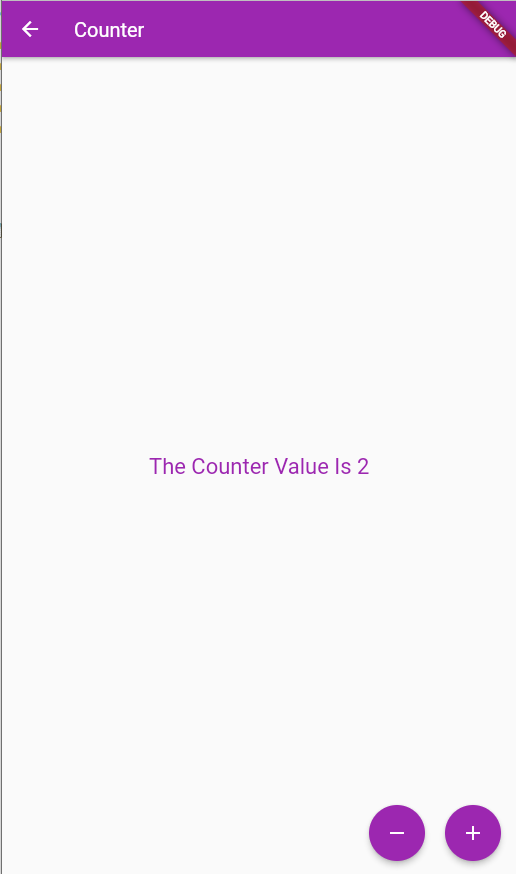 Counter
DEBUG
The Counter Value Is 2